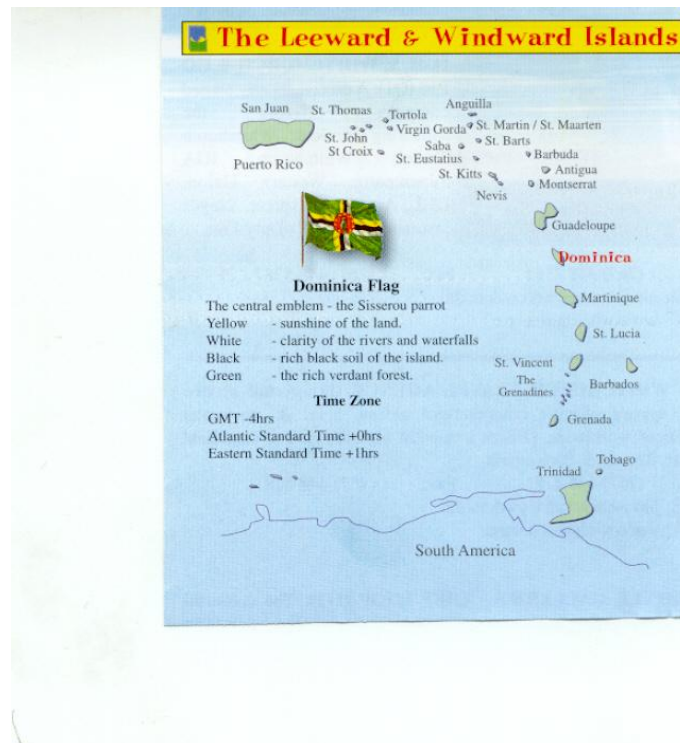 The Leeward & Windward Islands
San Juan
St. Thomas
Tortola
Anguilla
Virgin Gorda
St. Martin / St. Maarten
St. John
St Croix
Saba
St. Barts
St. Eustatius
Barbuda
Puerto Rico
St. Kitts
Antigua
Montserrat
Nevis
Guadeloupe
Dominica
Dominica Flag
The central emblem - the Sisserou parrot
Yellow - sunshine of the land.
White - clarity of the rivers and waterfalls
Black - rich black soil of the island.
Green - the rich verdant forest.
Time Zone
GMT -4hrs
Atlantic Standard Time +0hrs
Eastern Standard Time +1hrs
Martinique
St. Lucia
St. Vincent
The
Grenadines
Barbados
Grenada
Tobago
Trinidad
South America